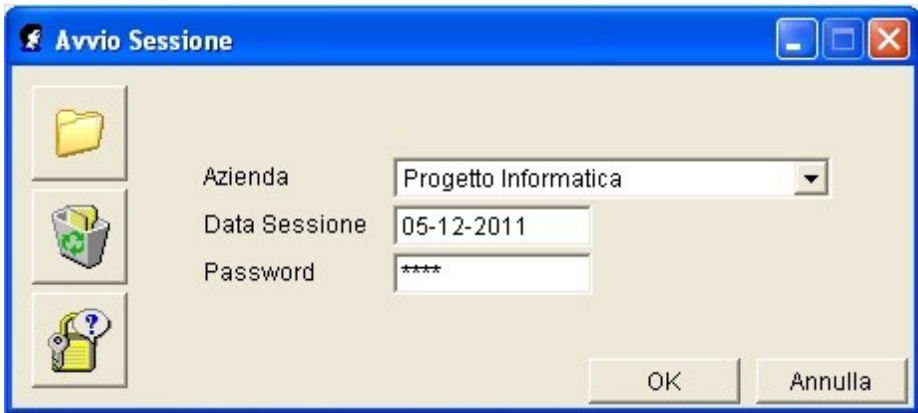 Avvio Sessione
Azienda
Progetto Informatica
Data Sessione
05-12-2011
Password
****
?
OK
Annulla